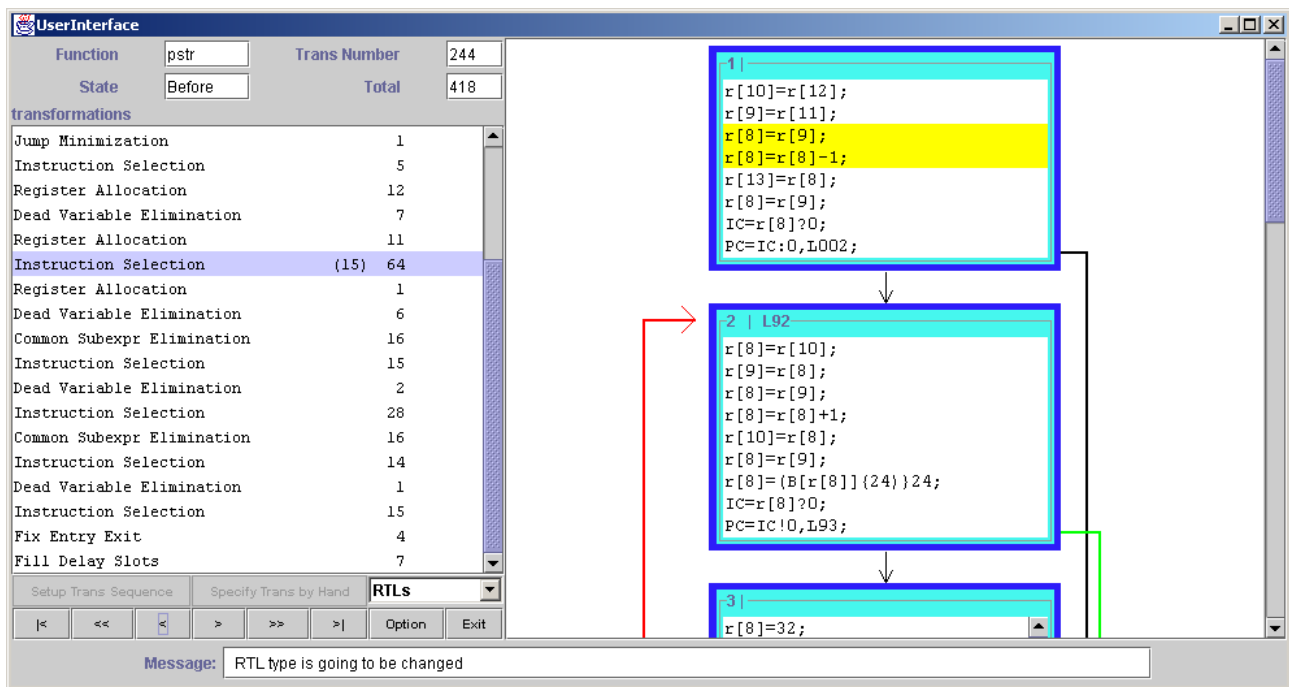 UserInterface
Function pstr Trans Number 244
State Before Total 418
transformations
Jump Minimization 1
Instruction Selection 5
Register Allocation 12
Dead Variable Elimination 7
Register Allocation 11
Instruction Selection (15) 64
Register Allocation 1
Dead Variable Elimination 6
Common Subexpr Elimination 16
Instruction Selection 15
Dead Variable Elimination 2
Instruction Selection 28
Common Subexpr Elimination 16
Instruction Selection 14
Dead Variable Elimination 1
Instruction Selection 15
Fix Entry Exit 4
Fill Delay Slots 7
Setup Trans Sequence Specify Trans by Hand RTLs
|< << < > >> >| Option Exit
1 |
r[10]=r[12];
r[9]=r[11];
r[8]=r[9];
r[8]=r[8]-1;
r[13]=r[8];
r[8]=r[9];
IC=r[8]?0;
PC=IC:0,L002;
2 | L92
r[8]=r[10];
r[9]=r[8];
r[8]=r[9];
r[8]=r[8]+1;
r[10]=r[8];
r[8]=r[9];
r[8]=(B[r[8]]{24)}24;
IC=r[8]?0;
PC=IC!0,L93;
3 |
r[8]=32;
Message: RTL type is going to be changed